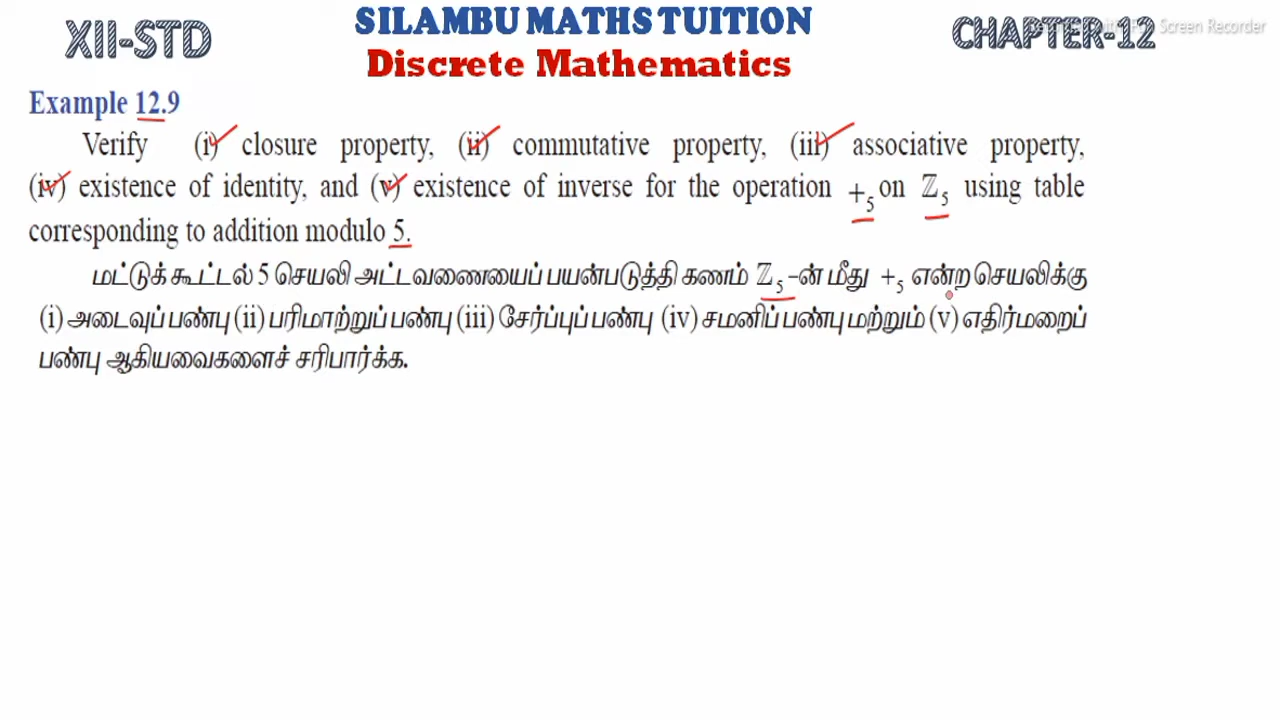 XII-STD
SILAMBU MATHS TUITION
CHAPTER-12
Screen Recorder
Discrete Mathematics
Example 12.9
Verify (i) closure property, (ii) commutative property, (iii) associative property,
(iv) existence of identity, and (v) existence of inverse for the operation +₅ on ℤ₅ using table
corresponding to addition modulo 5.
மட்டுக் கூட்டல் 5 செயலி அட்டவணையைப் பயன்படுத்தி கணம் ℤ₅ -ன் மீது +₅ என்ற செயலிக்கு
(i) அடைவுப் பண்பு (ii) பரிமாற்றுப் பண்பு (iii) சேர்ப்புப் பண்பு (iv) சமனிப் பண்பு மற்றும் (v) எதிர்மறைப்
பண்பு ஆகியவைகளைச் சரிபார்க்க.